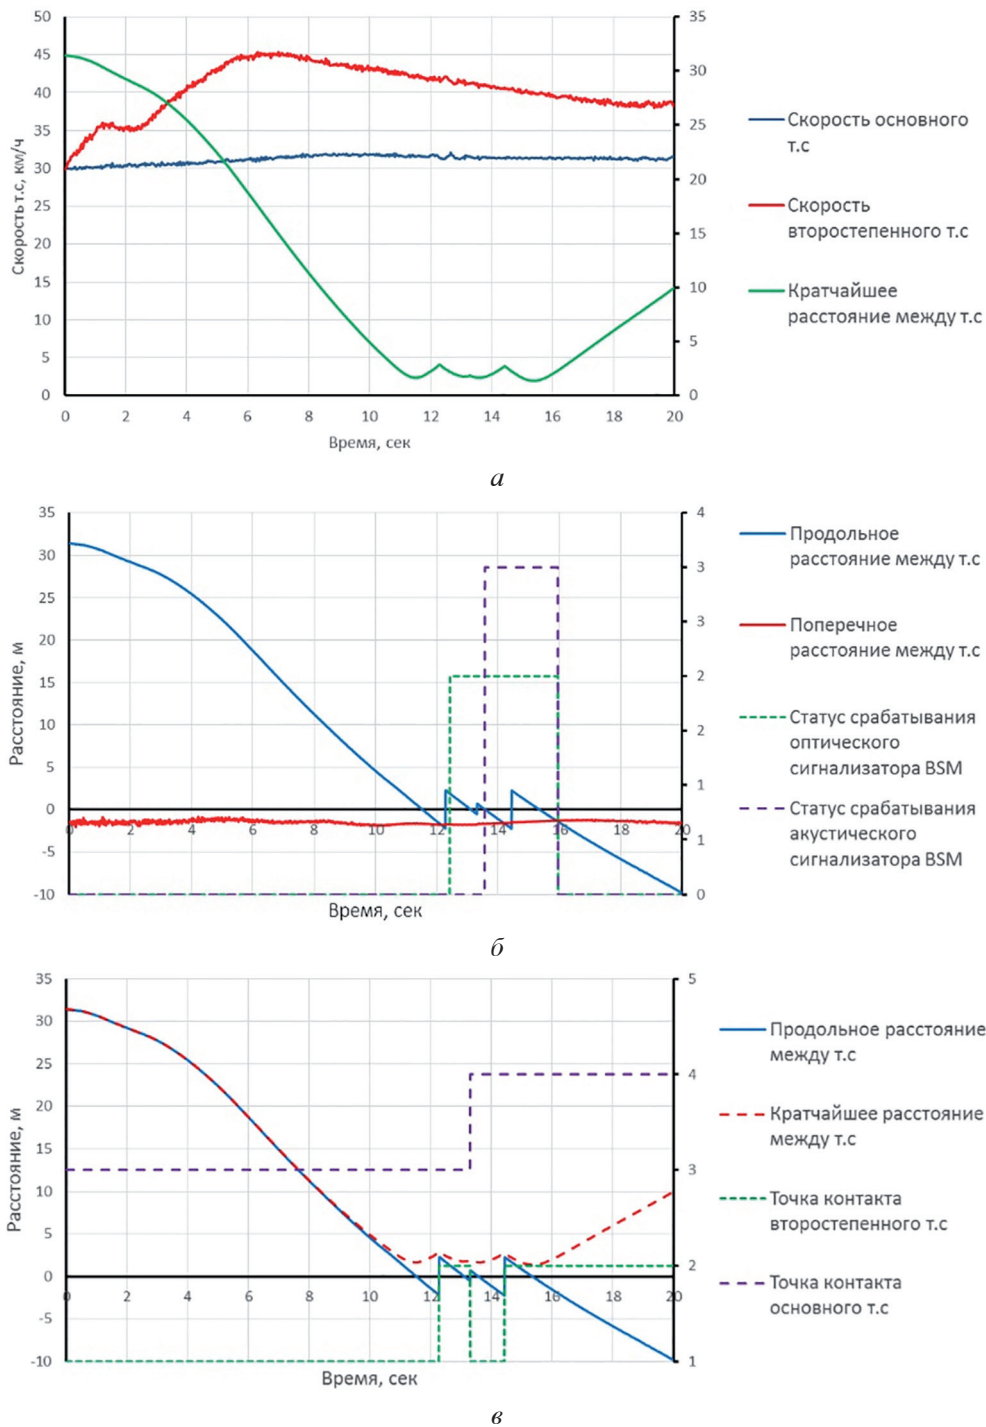 50
45
40
35
30
25
20
15
10
5
0
Скорость т.с, км/ч
35
30
25
20
15
10
5
0
0 2 4 6 8 10 12 14 16 18 20
Время, сек
Скорость основного
т.с
Скорость
второстепенного т.с
Кратчайшее
расстояние между т.с
а
35
30
25
20
15
10
5
0
-5
-10
Расстояние, м
4
3
3
2
2
1
1
0
0 2 4 6 8 10 12 14 16 18 20
Время, сек
Продольное
расстояние между т.с
Поперечное
расстояние между т.с
Статус срабатывания
оптического
сигнализатора BSM
Статус срабатывания
акустического
сигнализатора BSM
б
35
30
25
20
15
10
5
0
-5
-10
Расстояние, м
5
4
3
2
1
0 2 4 6 8 10 12 14 16 18 20
Время, сек
Продольное расстояние
между т.с
Кратчайшее расстояние
между т.с
Точка контакта
второстепенного т.с
Точка контакта
основного т.с
в